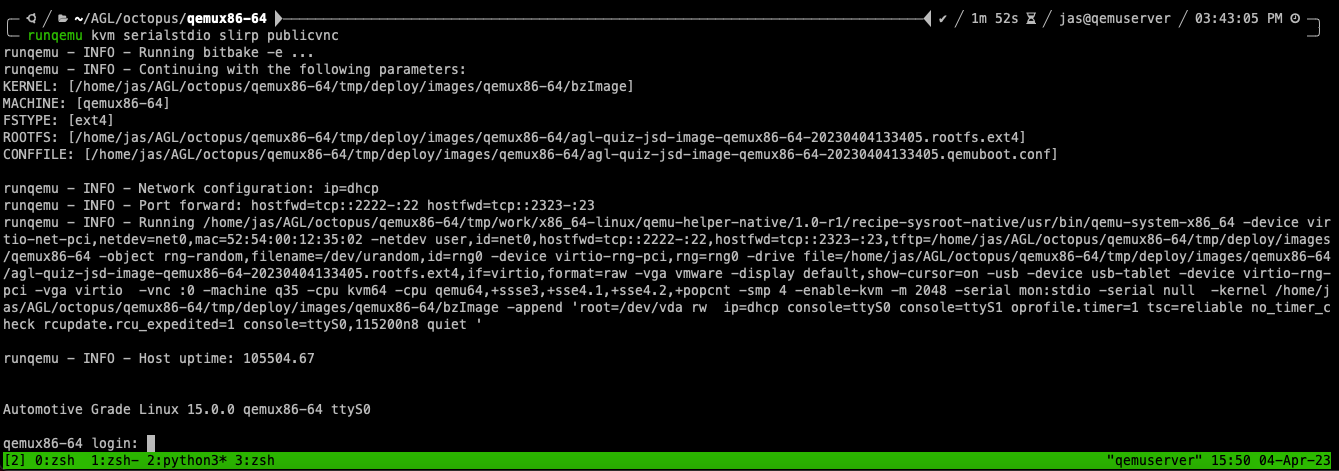 ~/AGL/octopus/qemux86-64 ✔ / 1m 52s / jas@qemuserver / 03:43:05 PM
runqemu kvm serialstdio slirp publicvnc
runqemu - INFO - Running bitbake -e ...
runqemu - INFO - Continuing with the following parameters:
KERNEL: [/home/jas/AGL/octopus/qemux86-64/tmp/deploy/images/qemux86-64/bzImage]
MACHINE: [qemux86-64]
FSTYPE: [ext4]
ROOTFS: [/home/jas/AGL/octopus/qemux86-64/tmp/deploy/images/qemux86-64/agl-quiz-jsd-image-qemux86-64-20230404133405.rootfs.ext4]
CONFFILE: [/home/jas/AGL/octopus/qemux86-64/tmp/deploy/images/qemux86-64/agl-quiz-jsd-image-qemux86-64-20230404133405.qemuboot.conf]
runqemu - INFO - Network configuration: ip=dhcp
runqemu - INFO - Port forward: hostfwd=tcp::2222-:22 hostfwd=tcp::2323-:23
runqemu - INFO - Running /home/jas/AGL/octopus/qemux86-64/tmp/work/x86_64-linux/qemu-helper-native/1.0-r1/recipe-sysroot-native/usr/bin/qemu-system-x86_64 -device vir
tio-net-pci,netdev=net0,mac=52:54:00:12:35:02 -netdev user,id=net0,hostfwd=tcp::2222-:22,hostfwd=tcp::2323-:23,tftp=/home/jas/AGL/octopus/qemux86-64/tmp/deploy/images
/qemux86-64 -object rng-random,filename=/dev/urandom,id=rng0 -device virtio-rng-pci,rng=rng0 -drive file=/home/jas/AGL/octopus/qemux86-64/tmp/deploy/images/qemux86-64
/agl-quiz-jsd-image-qemux86-64-20230404133405.rootfs.ext4,if=virtio,format=raw -vga vmware -display default,show-cursor=on -usb -device usb-tablet -device virtio-rng-
pci -vga virtio  -vnc :0 -machine q35 -cpu kvm64 -cpu qemu64,+ssse3,+sse4.1,+sse4.2,+popcnt -smp 4 -enable-kvm -m 2048 -serial mon:stdio -serial null  -kernel /home/j
as/AGL/octopus/qemux86-64/tmp/deploy/images/qemux86-64/bzImage -append 'root=/dev/vda rw  ip=dhcp console=ttyS0 console=ttyS1 oprofile.timer=1 tsc=reliable no_timer_c
heck rcupdate.rcu_expedited=1 console=ttyS0,115200n8 quiet '
runqemu - INFO - Host uptime: 105504.67
Automotive Grade Linux 15.0.0 qemux86-64 ttyS0
qemux86-64 login:
[2] 0:zsh  1:zsh- 2:python3* 3:zsh "qemuserver" 15:50 04-Apr-23